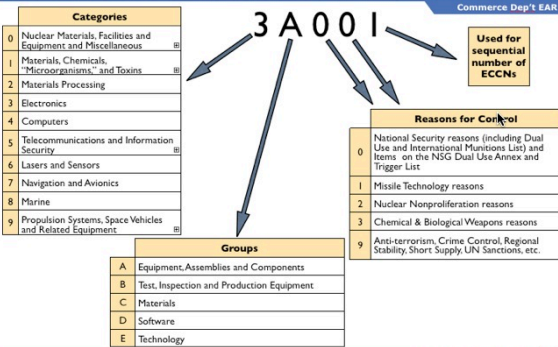 Commerce Dep't EAR
3A001
Categories
0 Nuclear Materials, Facilities and
Equipment and Miscellaneous
1 Materials, Chemicals,
"Microorganisms," and Toxins
2 Materials Processing
3 Electronics
4 Computers
5 Telecommunications and Information
Security
6 Lasers and Sensors
7 Navigation and Avionics
8 Marine
9 Propulsion Systems, Space Vehicles
and Related Equipment
Used for
sequential
number of
ECCNs
Reasons for Control
0 National Security reasons (including Dual
Use and International Munitions List) and
Items on the NSG Dual Use Annex and
Trigger List
1 Missile Technology reasons
2 Nuclear Nonproliferation reasons
3 Chemical & Biological Weapons reasons
9 Anti-terrorism, Crime Control, Regional
Stability, Short Supply, UN Sanctions, etc.
Groups
A Equipment, Assemblies and Components
B Test, Inspection and Production Equipment
C Materials
D Software
E Technology